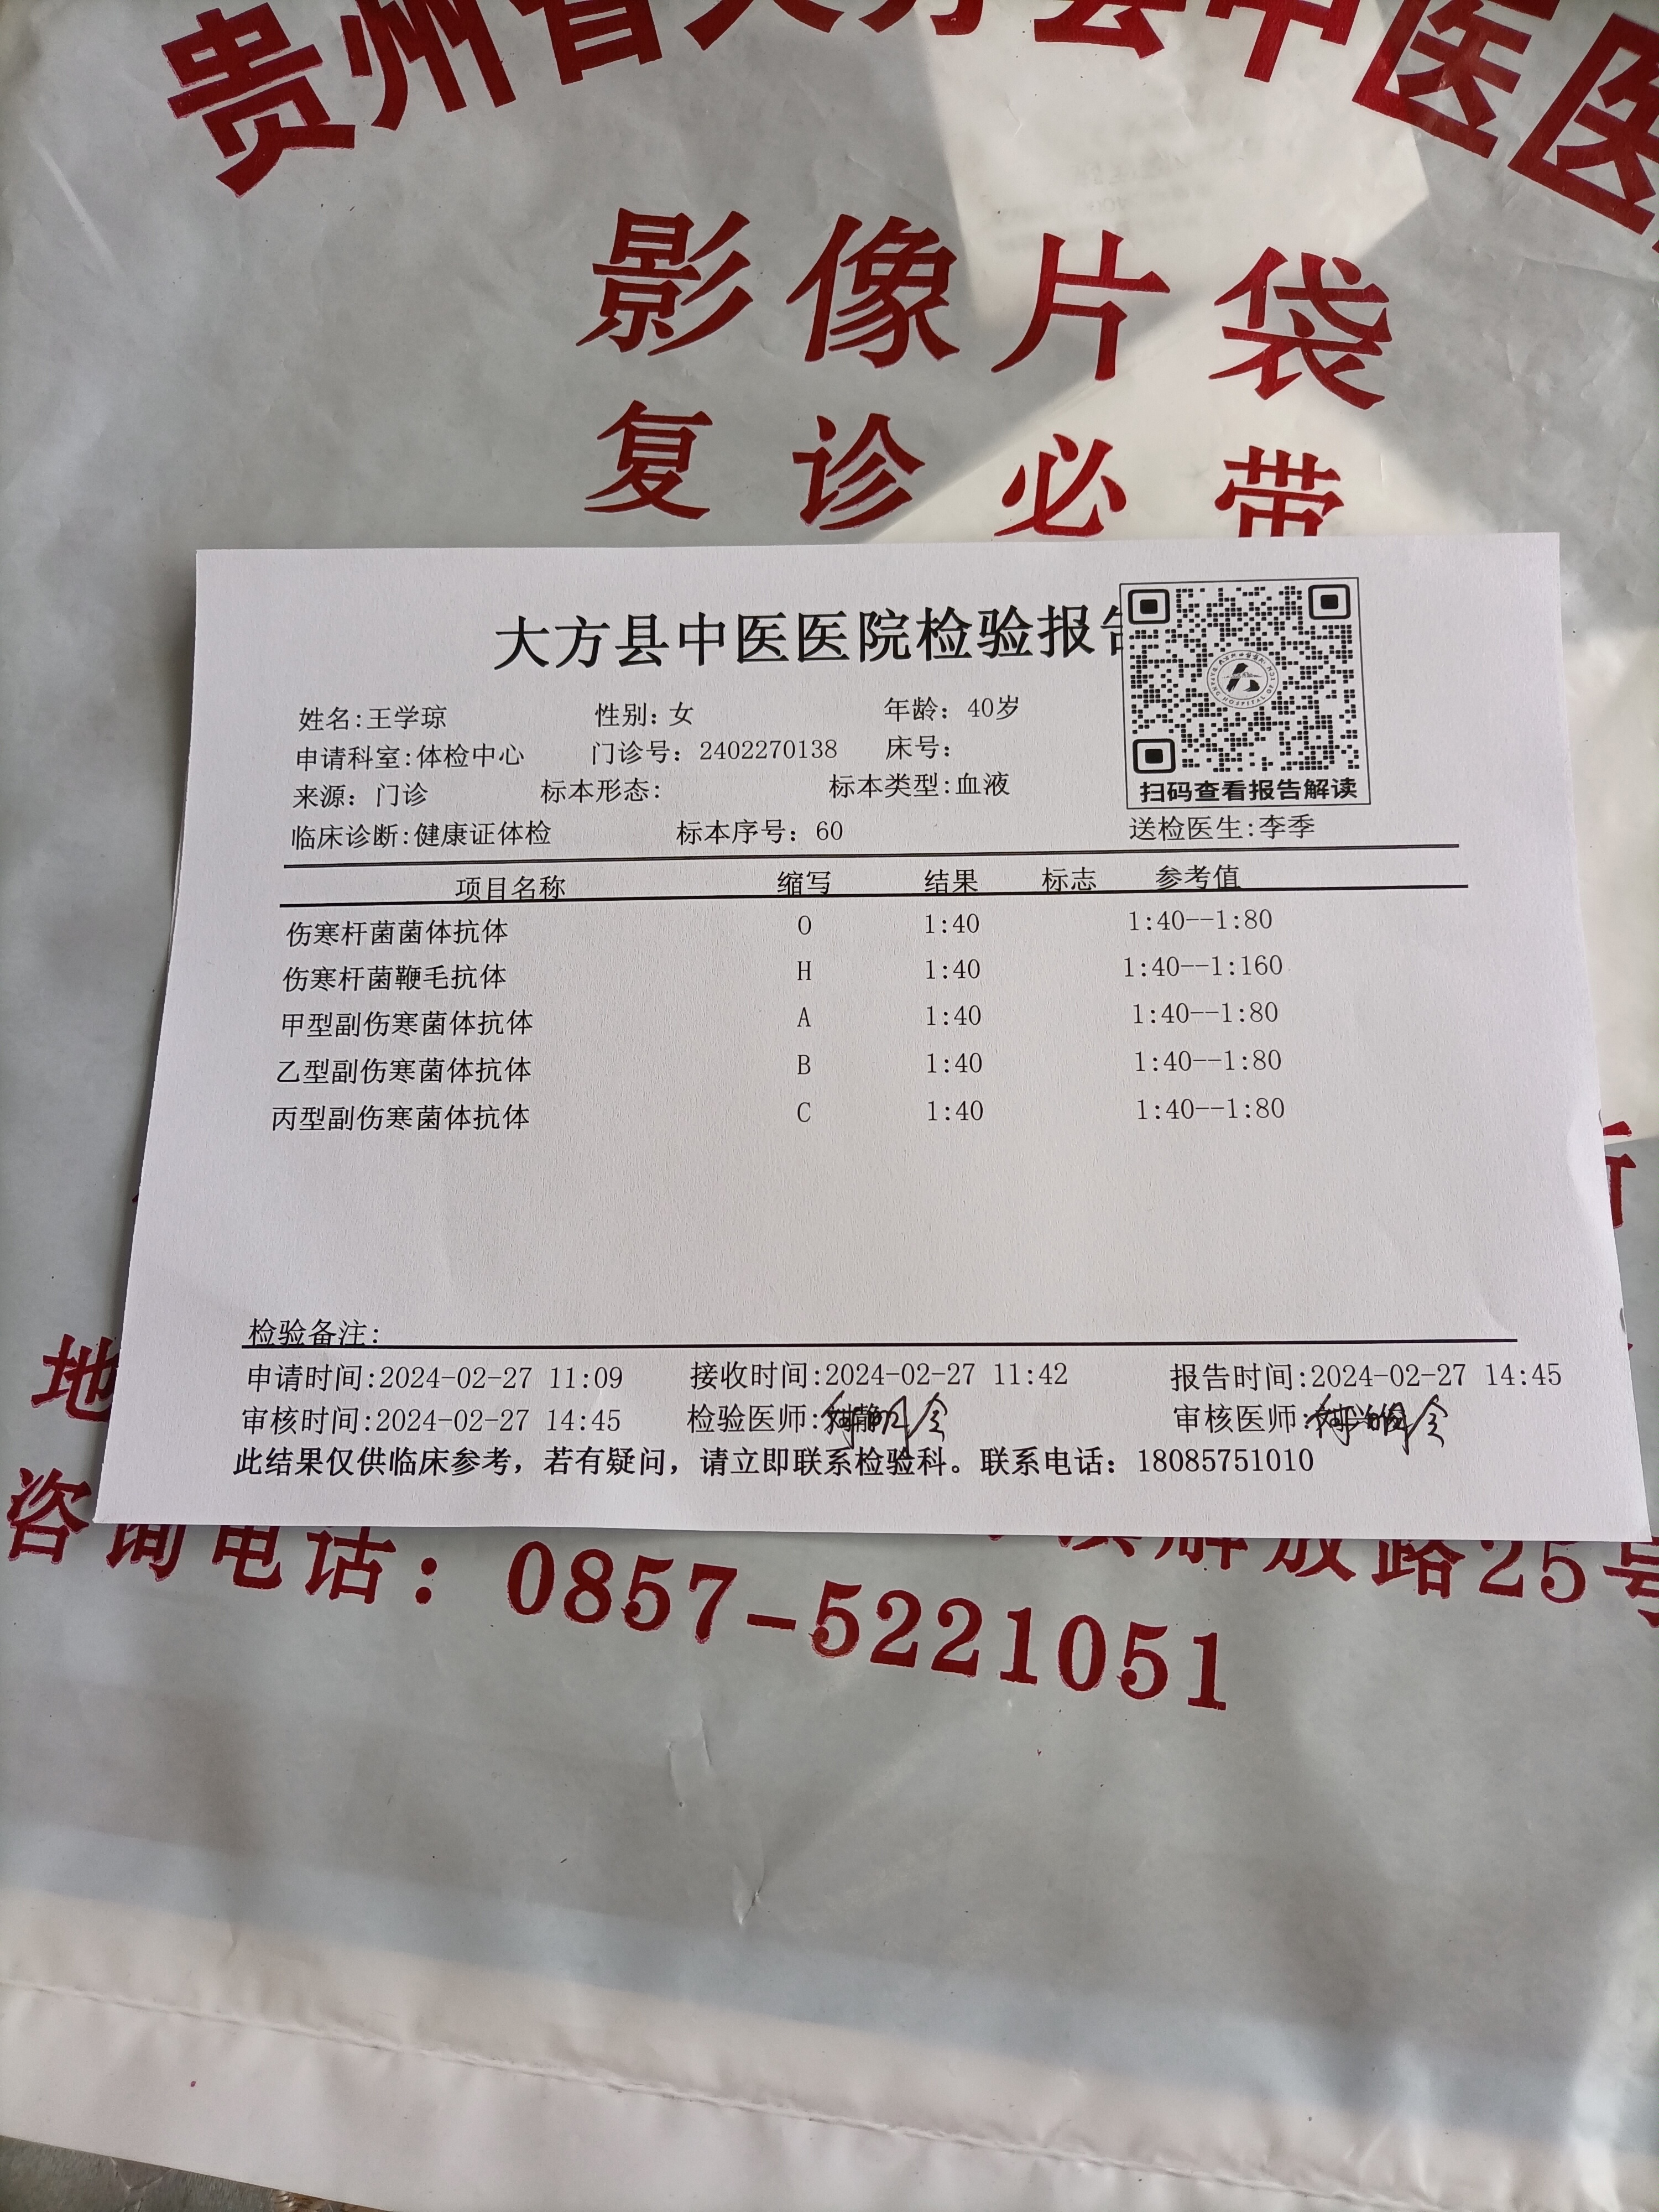 贵州省大方县中医医
影像片袋
复诊必带
大方县中医医院检验报告
扫码查看报告解读
姓名:王学琼 性别: 女 年龄: 40岁
申请科室:体检中心 门诊号: 2402270138 床号:
来源: 门诊 标本形态: 标本类型:血液
临床诊断:健康证体检 标本序号: 60 送检医生:李季
项目名称 缩写 结果 标志 参考值
伤寒杆菌菌体抗体 O 1:40 1:40--1:80
伤寒杆菌鞭毛抗体 H 1:40 1:40--1:160
甲型副伤寒菌体抗体 A 1:40 1:40--1:80
乙型副伤寒菌体抗体 B 1:40 1:40--1:80
丙型副伤寒菌体抗体 C 1:40 1:40--1:80
检验备注:
申请时间:2024-02-27 11:09 接收时间:2024-02-27 11:42 报告时间:2024-02-27 14:45
审核时间:2024-02-27 14:45 检验医师: 审核医师:
此结果仅供临床参考，若有疑问，请立即联系检验科。联系电话: 18085751010
地
解放路25号
咨询电话: 0857-5221051